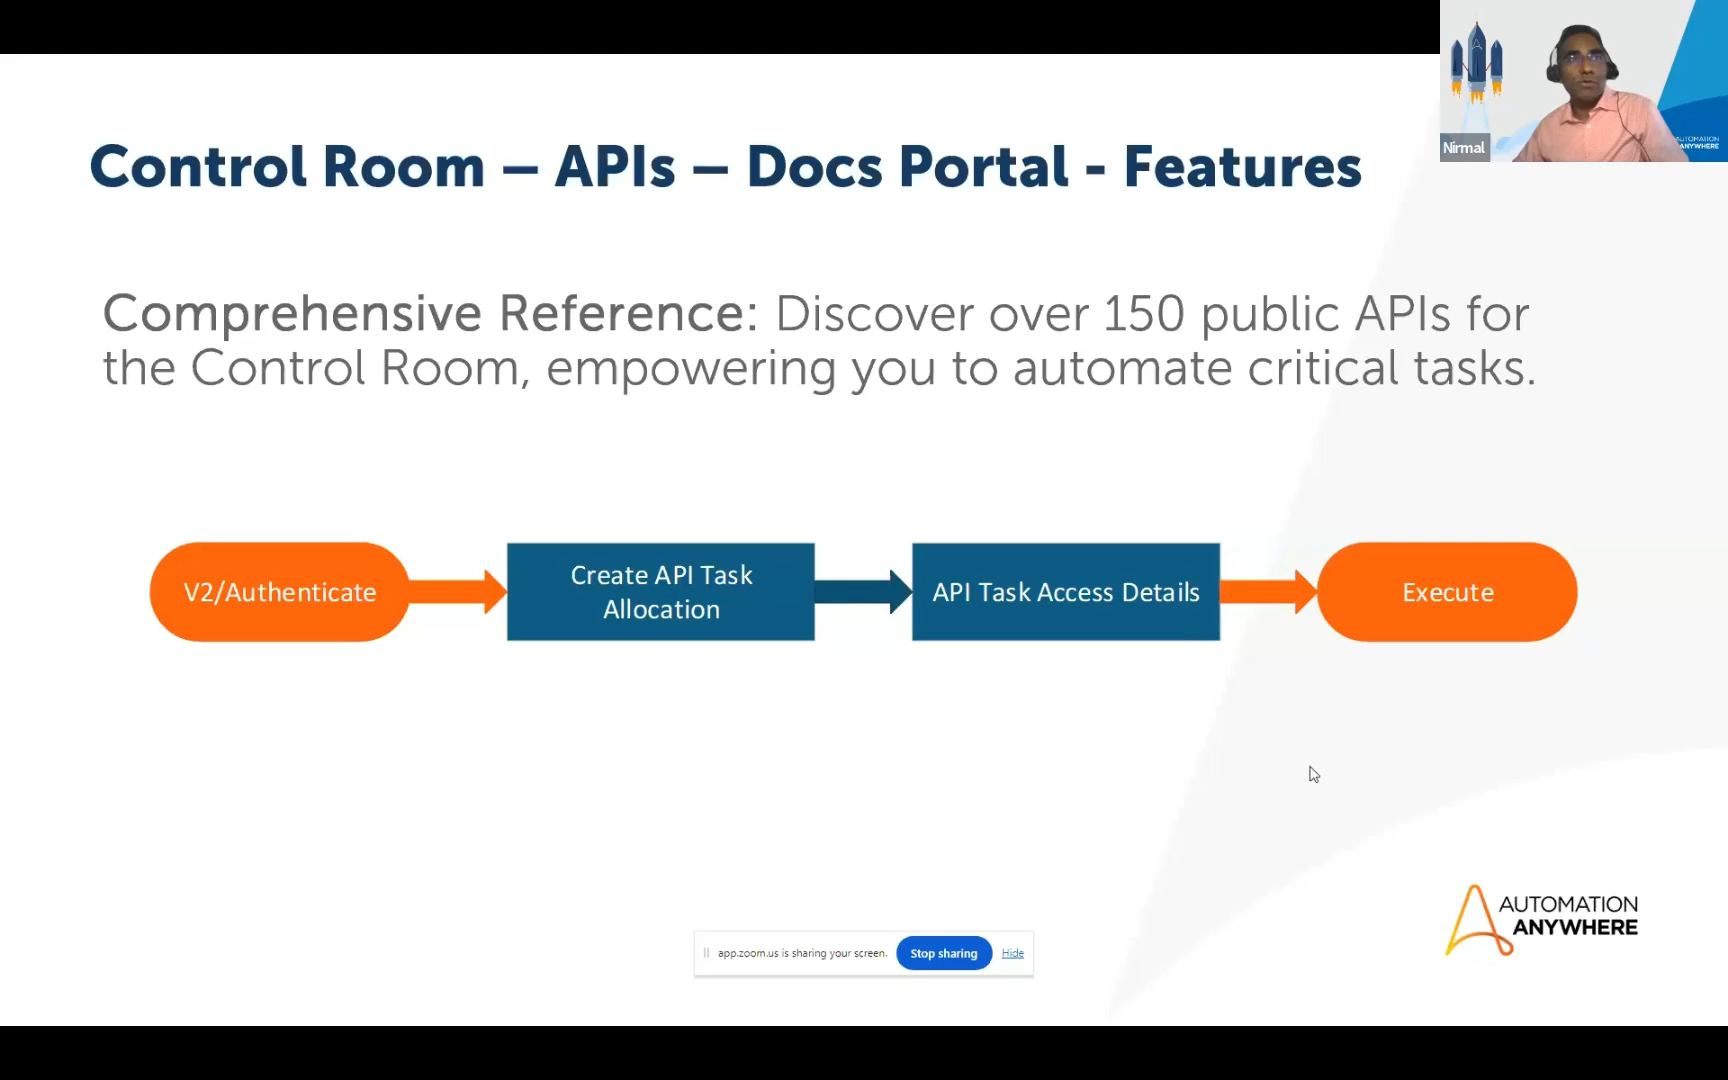 Nirmal
AUTOMATION
ANYWHERE
Control Room – APIs – Docs Portal - Features
Comprehensive Reference: Discover over 150 public APIs for
the Control Room, empowering you to automate critical tasks.
V2/Authenticate
Create API Task
Allocation
API Task Access Details
Execute
AUTOMATION
ANYWHERE
app.zoom.us is sharing your screen.
Stop sharing
Hide